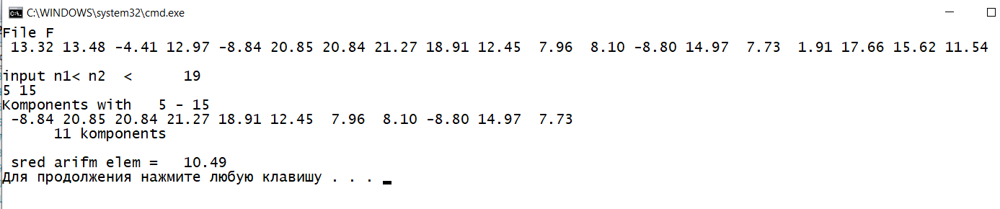 C:\WINDOWS\system32\cmd.exe
File F
13.32 13.48 -4.41 12.97 -8.84 20.85 20.84 21.27 18.91 12.45  7.96  8.10 -8.80 14.97  7.73  1.91 17.66 15.62 11.54
input n1< n2  <      19
5 15
Komponents with   5 - 15
-8.84 20.85 20.84 21.27 18.91 12.45  7.96  8.10 -8.80 14.97  7.73
11 komponents
sred arifm elem =   10.49
Для продолжения нажмите любую клавишу . . .